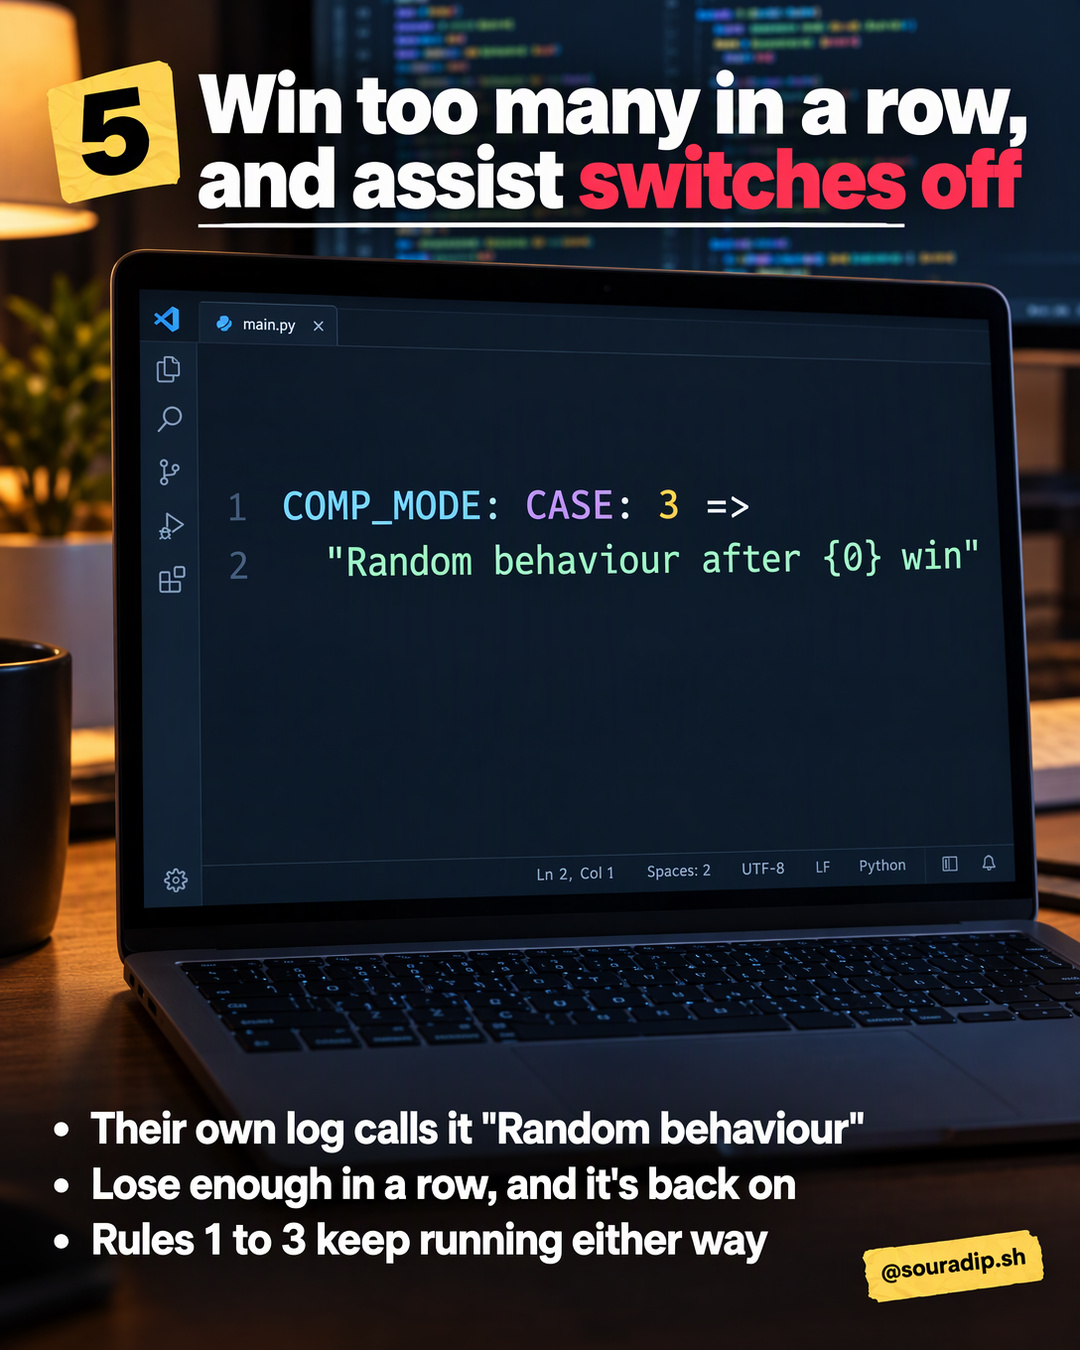 5
Win too many in a row,
and assist switches off
main.py
1 COMP_MODE: CASE: 3 =>
2 "Random behaviour after {0} win"
Ln 2, Col 1 Spaces: 2 UTF-8 LF Python
• Their own log calls it "Random behaviour"
• Lose enough in a row, and it's back on
• Rules 1 to 3 keep running either way
@souradip.sh